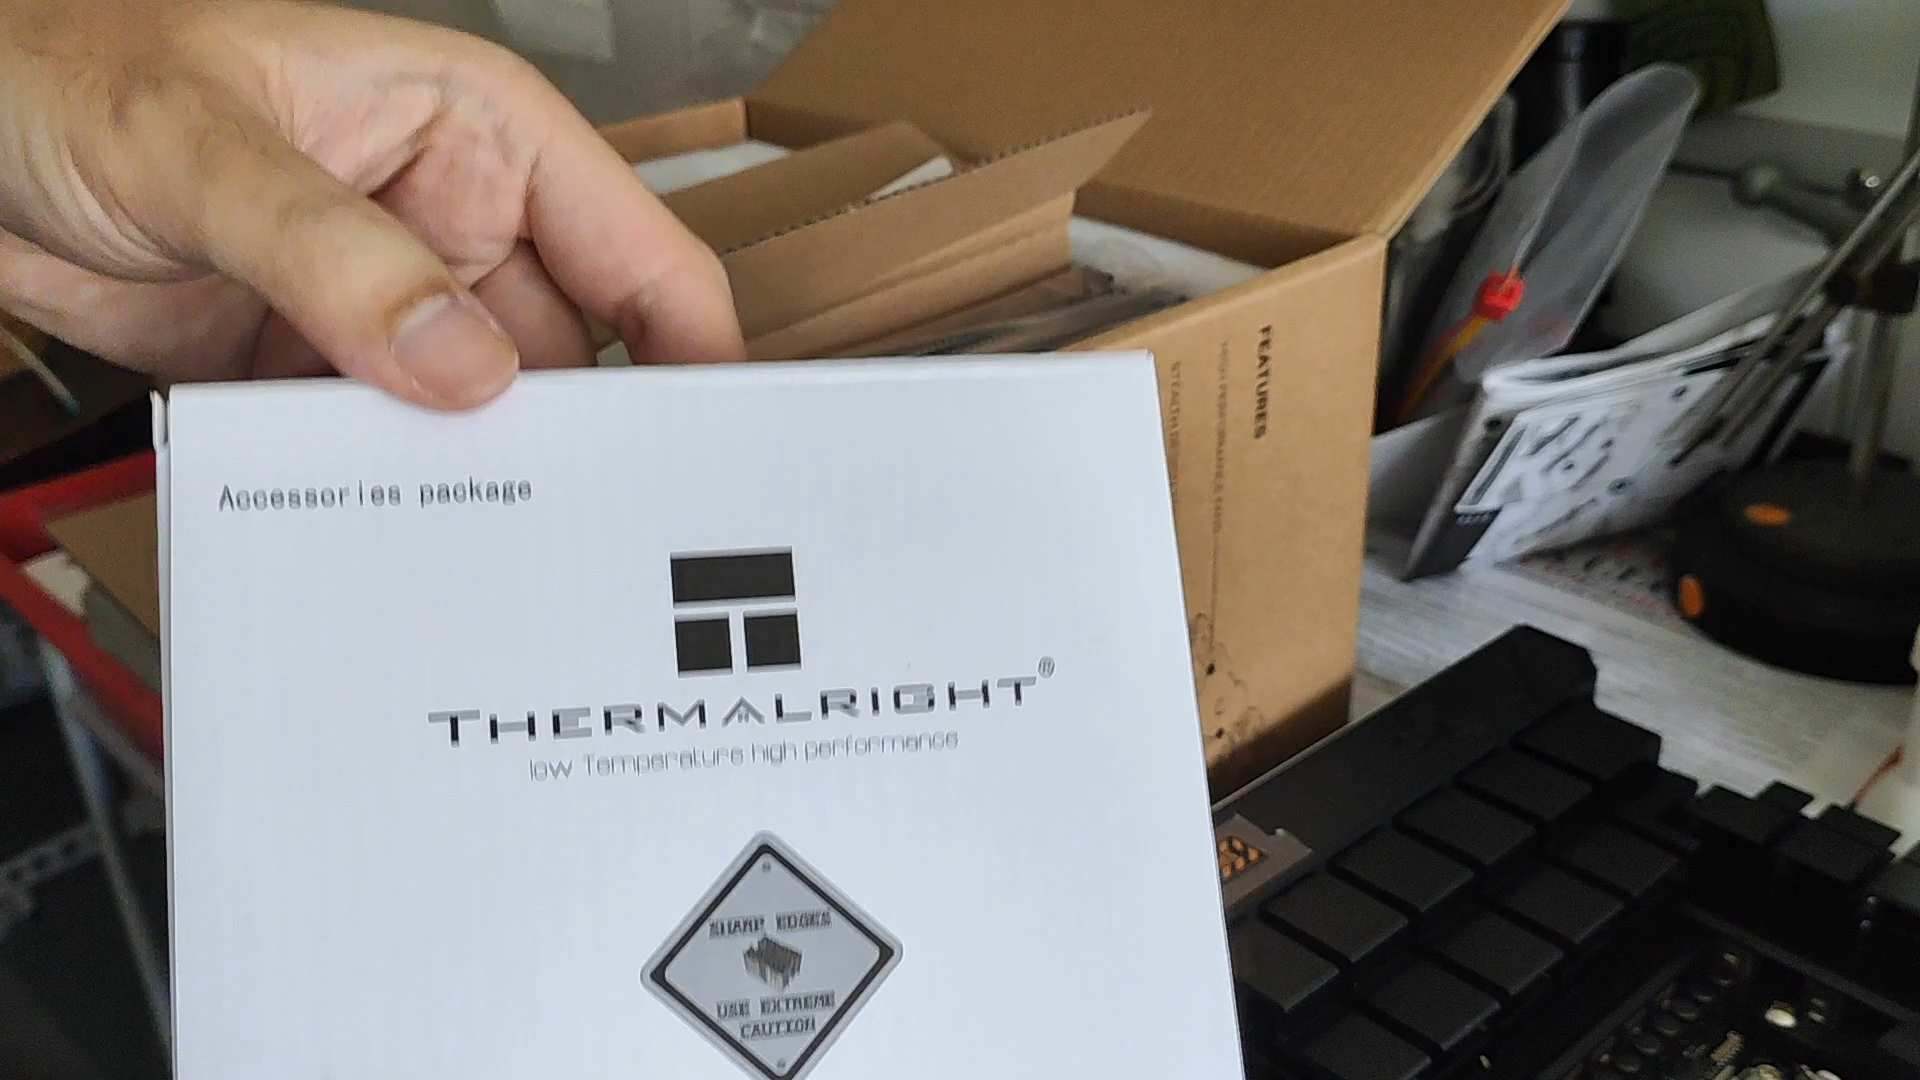 Accessories package
THERMALRIGHT®
low Temperature high performance
SHARP EDGES
USE EXTREME
CAUTION
FEATURES